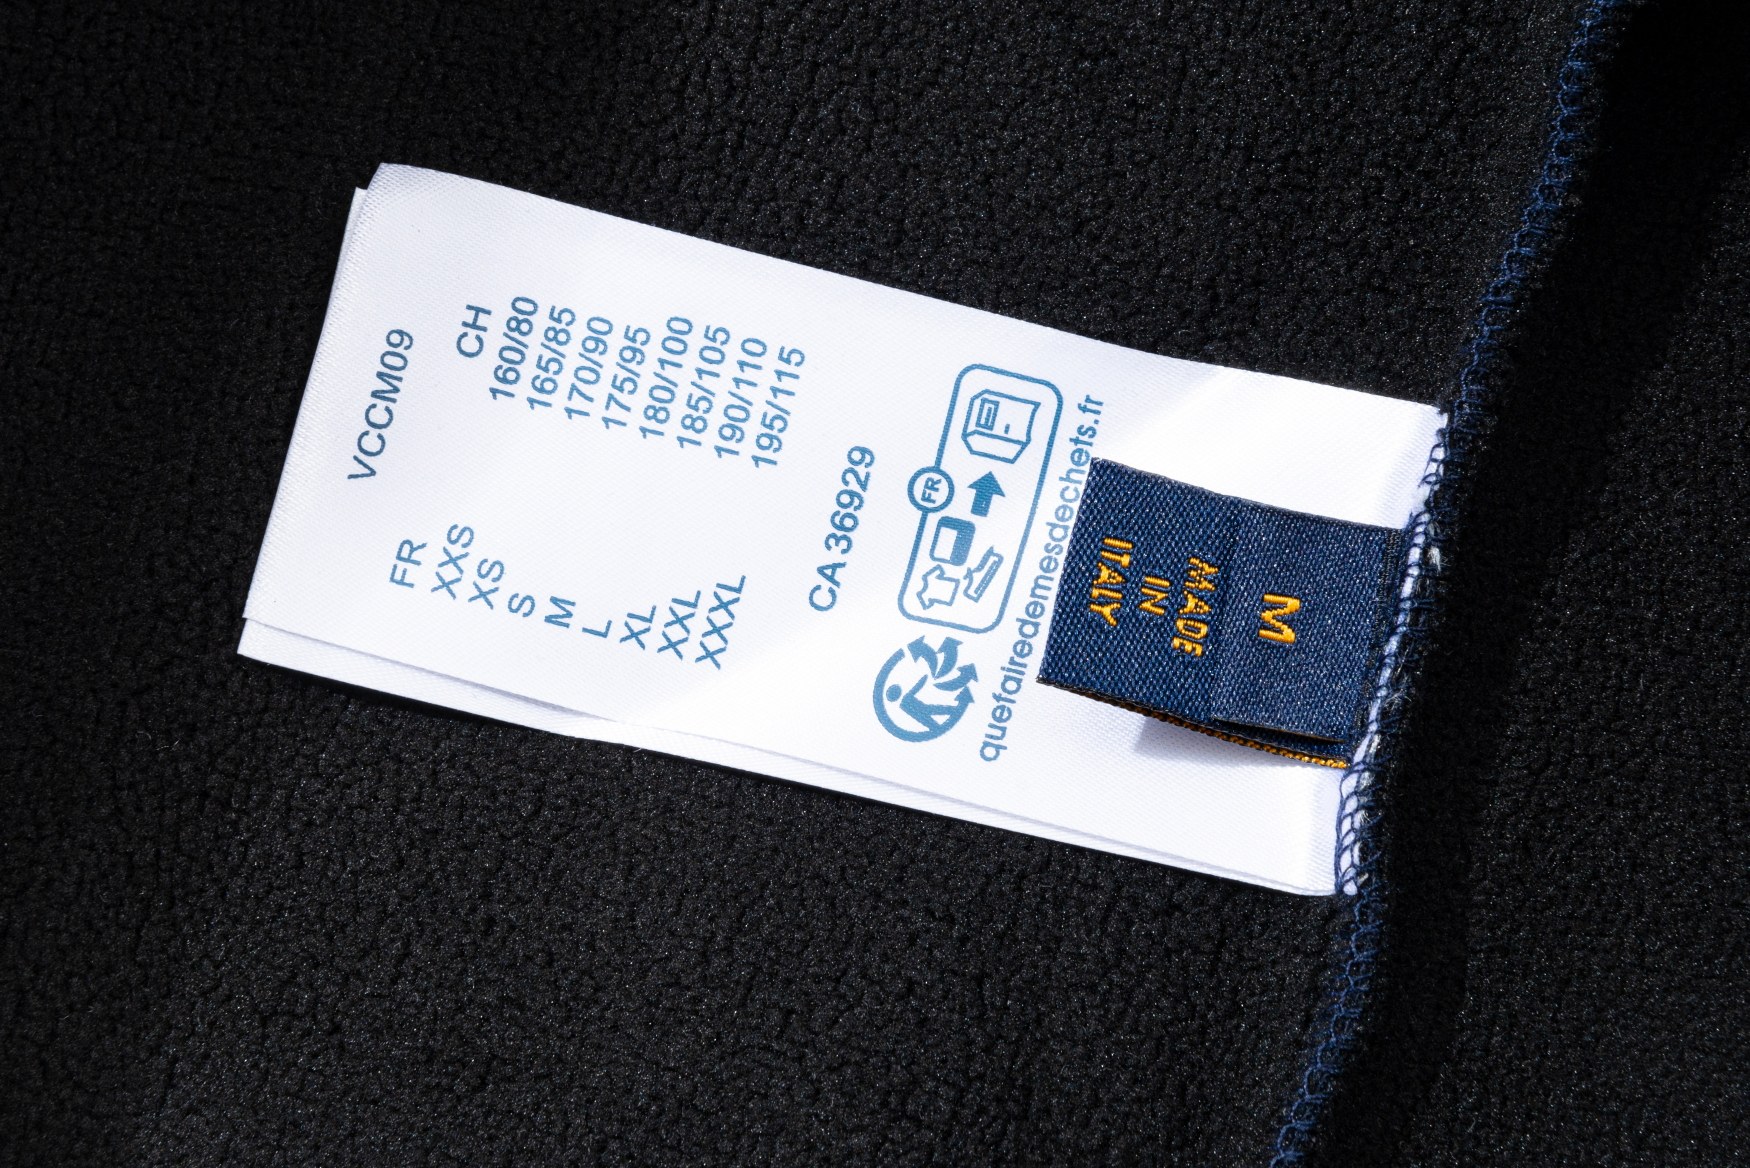 VCCM09
FR CH
XXS 160/80
XS 165/85
S 170/90
M 175/95
L 180/100
XL 185/105
XXL 190/110
XXXL 195/115
CA 36929
FR
quefairedemesdechets.fr
M
MADE
IN
ITALY